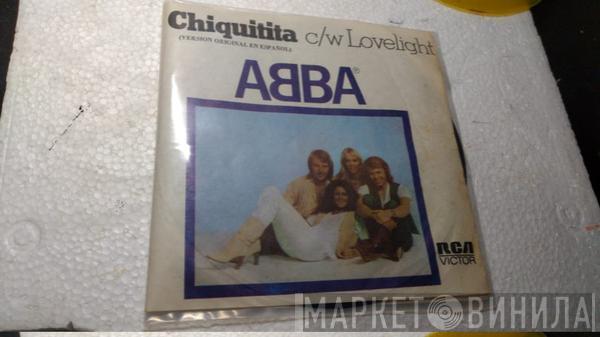 Chiquitita c/w Lovelight
(VERSION ORIGINAL EN ESPAÑOL)
ABBA®
RCA
VICTOR
МАРКЕТ ВИНИЛА